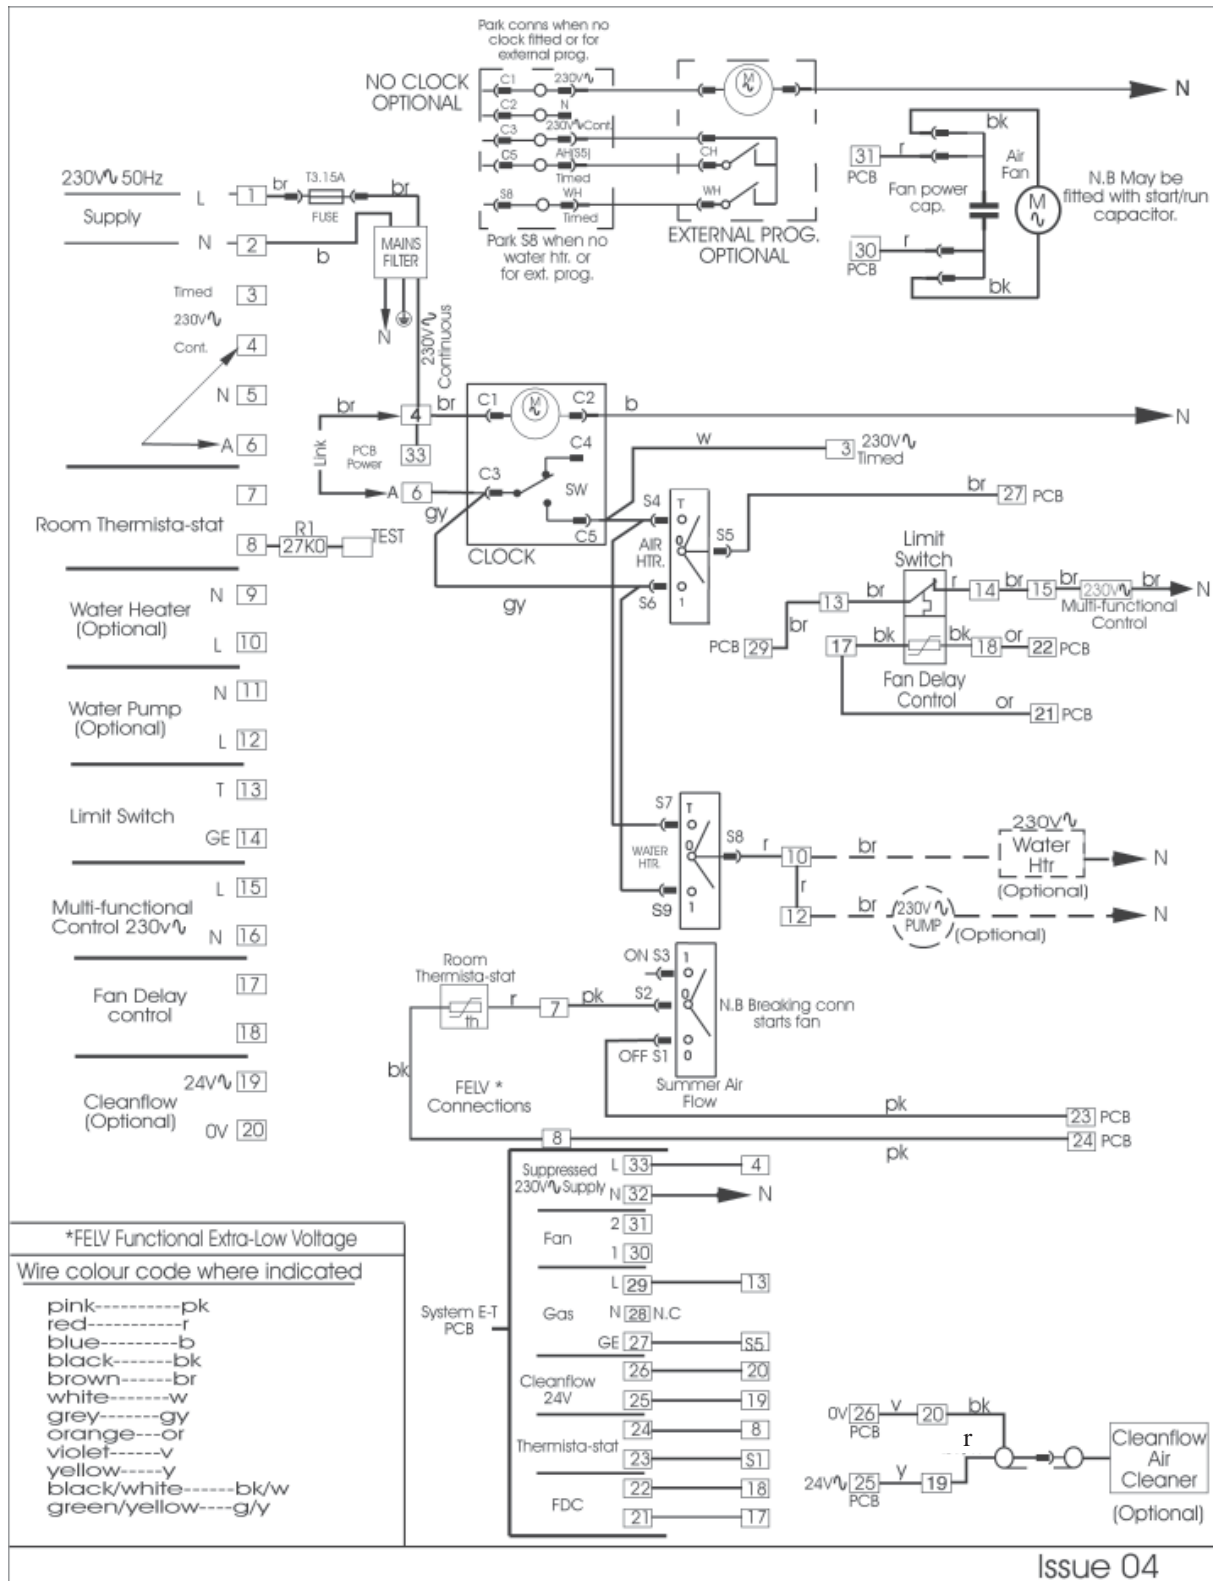 Park conns when no
clock fitted or for
external prog.
NO CLOCK
OPTIONAL
C1
230V∿
C2
N
C3
230V∿Cont.
C5
AH(S5)
Timed
S8
WH
Timed
Park S8 when no
water htr. or
for ext. prog.
M
CH
WH
EXTERNAL PROG.
OPTIONAL
N
bk
31
r
PCB
Fan power
cap.
Air
Fan
M
30
r
PCB
bk
N.B May be
fitted with start/run
capacitor.
230V∿ 50Hz
Supply
L
1
br
T3.15A
FUSE
br
N
2
b
MAINS
FILTER
N
230V∿
Continuous
Timed
3
230V∿
Cont.
4
N
5
A
6
7
Room Thermista-stat
8
R1
27K0
TEST
N
9
Water Heater
(Optional)
L
10
N
11
Water Pump
(Optional)
L
12
T
13
Limit Switch
GE
14
L
15
Multi-functional
Control 230v∿
N
16
17
Fan Delay
control
18
24V∿
19
Cleanflow
(Optional)
0V
20
br
4
br
Link
PCB
Power
33
A
6
gy
C1
M
C2
C4
C3
SW
C5
CLOCK
b
N
w
3
230V∿
Timed
S4
T
0
AIR
HTR.
S5
S6
1
gy
br
27
PCB
Limit
Switch
13
br
r
14
br
15
br
230V∿
br
N
Multi-functional
Control
br
PCB
29
17
bk
bk
18
or
22
PCB
Fan Delay
Control
or
21
PCB
S7
T
0
WATER
HTR.
S8
S9
1
r
10
br
r
12
br
230V∿
Water
Htr
(Optional)
N
230V∿
PUMP
(Optional)
N
Room
Thermista-stat
th
r
7
pk
ON S3
1
S2
0
OFF S1
0
N.B Breaking conn
starts fan
Summer Air
Flow
bk
FELV *
Connections
8
pk
23
PCB
pk
24
PCB
System E-T
PCB
Suppressed
230V∿Supply
L
33
4
N
32
N
Fan
2
31
1
30
Gas
L
29
13
N
28
N.C
GE
27
S5
Cleanflow
24V
26
20
25
19
Thermista-stat
24
8
23
S1
FDC
22
18
21
17
0V
26
v
20
bk
PCB
r
24V∿
25
y
19
PCB
Cleanflow
Air
Cleaner
(Optional)
*FELV Functional Extra-Low Voltage
Wire colour code where indicated
pink----------pk
red-----------r
blue---------b
black-------bk
brown------br
white-------w
grey-------gy
orange---or
violet------v
yellow-----y
black/white------bk/w
green/yellow----g/y
Issue 04